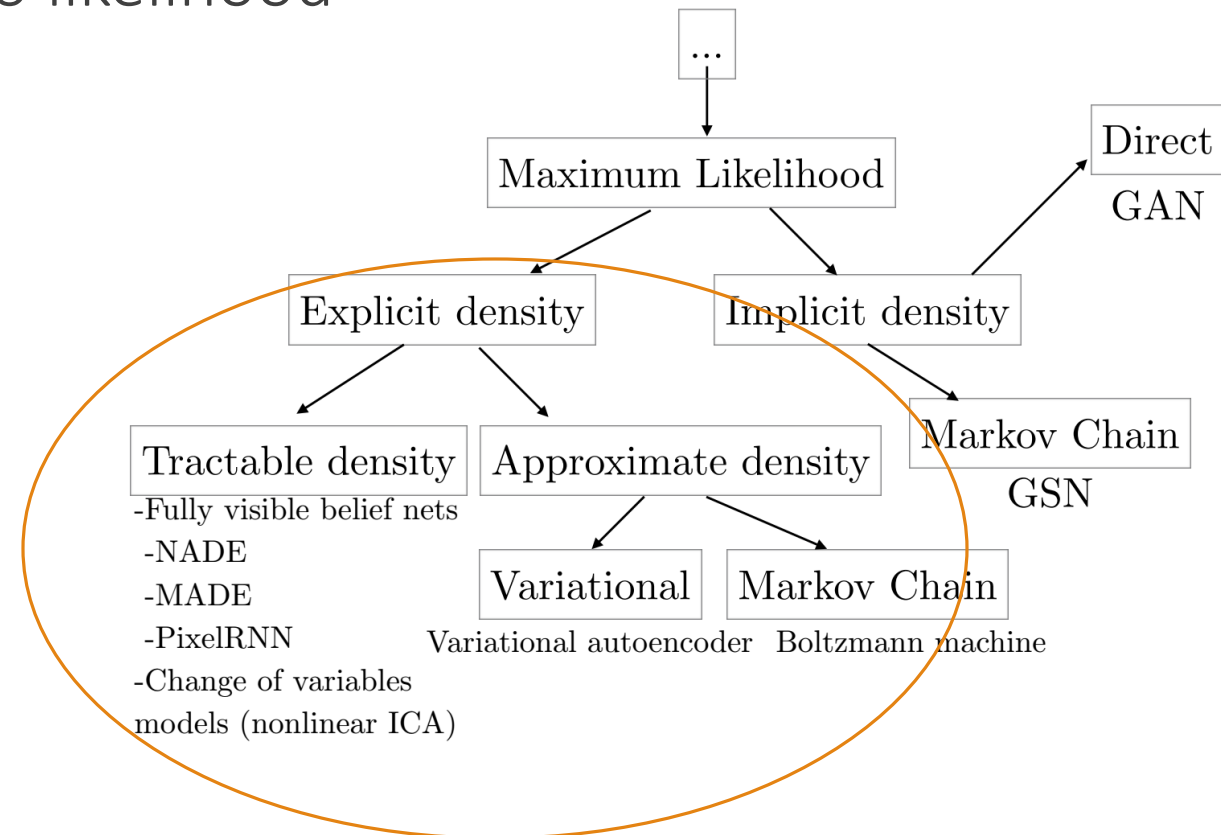 likelihood
...
Maximum Likelihood
Direct
GAN
Explicit density
Implicit density
Markov Chain
GSN
Tractable density
Approximate density
-Fully visible belief nets
-NADE
-MADE
-PixelRNN
-Change of variables
models (nonlinear ICA)
Variational
Markov Chain
Variational autoencoder
Boltzmann machine